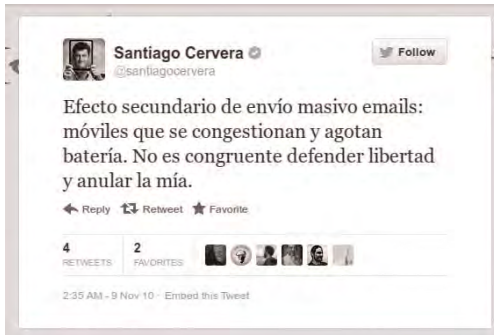 Santiago Cervera
Follow
@santiagocervera
Efecto secundario de envío masivo emails:
móviles que se congestionan y agotan
batería. No es congruente defender libertad
y anular la mía.
Reply Retweet Favorite
4 2
RETWEETS FAVORITES
2:35 AM - 9 Nov 10 · Embed this Tweet